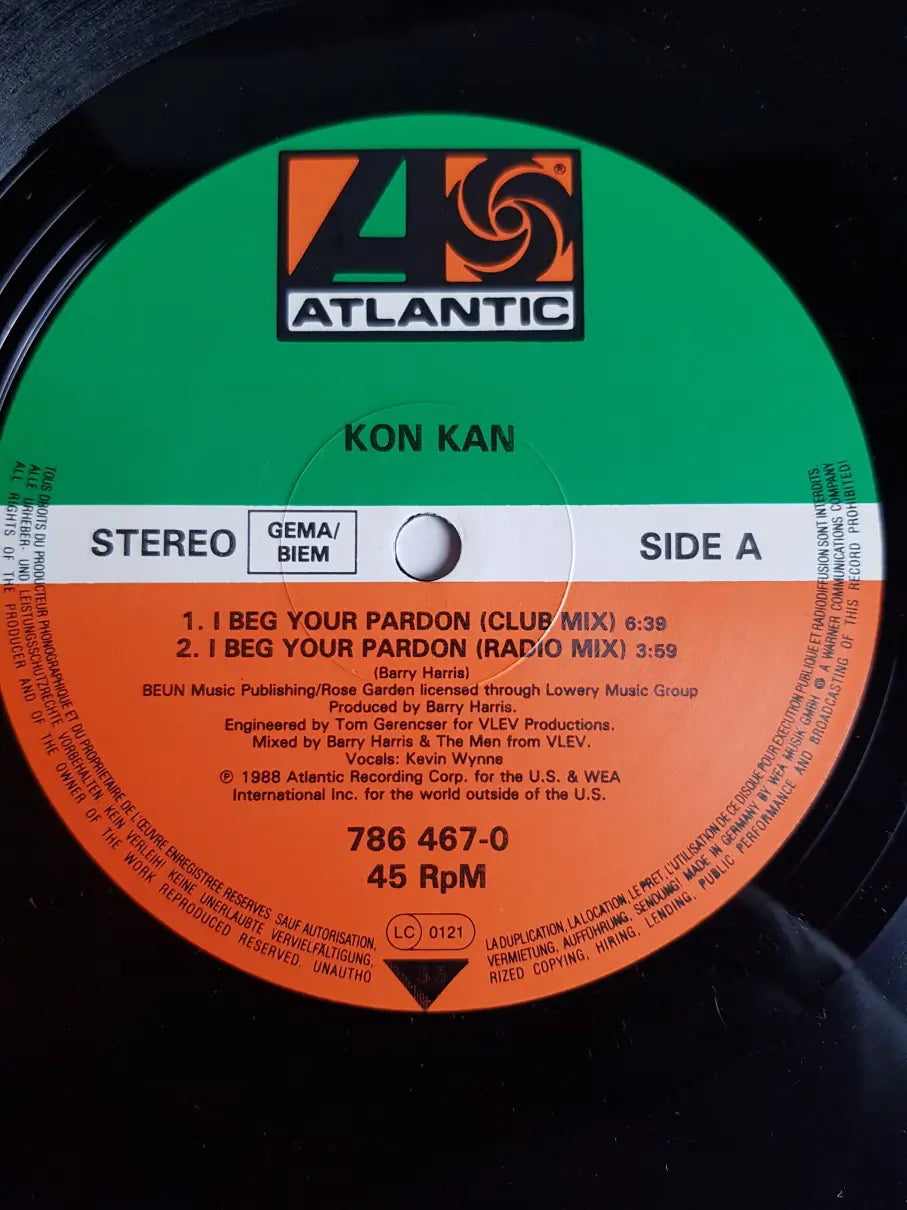 ATLANTIC
®
KON KAN
STEREO
GEMA/
BIEM
SIDE A
1. I BEG YOUR PARDON (CLUB MIX) 6:39
2. I BEG YOUR PARDON (RADIO MIX) 3:59
(Barry Harris)
BEUN Music Publishing/Rose Garden licensed through Lowery Music Group
Produced by Barry Harris.
Engineered by Tom Gerencser for VLEV Productions.
Mixed by Barry Harris & The Men from VLEV.
Vocals: Kevin Wynne
℗ 1988 Atlantic Recording Corp. for the U.S. & WEA
International Inc. for the world outside of the U.S.
786 467-0
45 RpM
LC 0121
TOUS DROITS DU PRODUCTEUR PHONOGRAPHIQUE ET DU PROPRIETAIRE DE L'ŒUVRE ENREGISTREE RESERVES. SAUF AUTORISATION,
LA DUPLICATION, LA LOCATION, LE PRET, L'UTILISATION DE CE DISQUE POUR EXECUTION PUBLIQUE ET RADIODIFFUSION SONT INTERDITS.
ALLE URHEBER- UND LEISTUNGSSCHUTZRECHTE VORBEHALTEN. KEIN VERLEIH! KEINE UNERLAUBTE VERVIELFÄLTIGUNG,
VERMIETUNG, AUFFÜHRUNG, SENDUNG! MADE IN GERMANY BY WEA MUSIK GMBH ℗ A WARNER COMMUNICATIONS COMPANY
ALL RIGHTS OF THE PRODUCER AND OF THE OWNER OF THE WORK REPRODUCED RESERVED. UNAUTHO
RIZED COPYING, HIRING, LENDING, PUBLIC PERFORMANCE AND BROADCASTING OF THIS RECORD PROHIBITED!